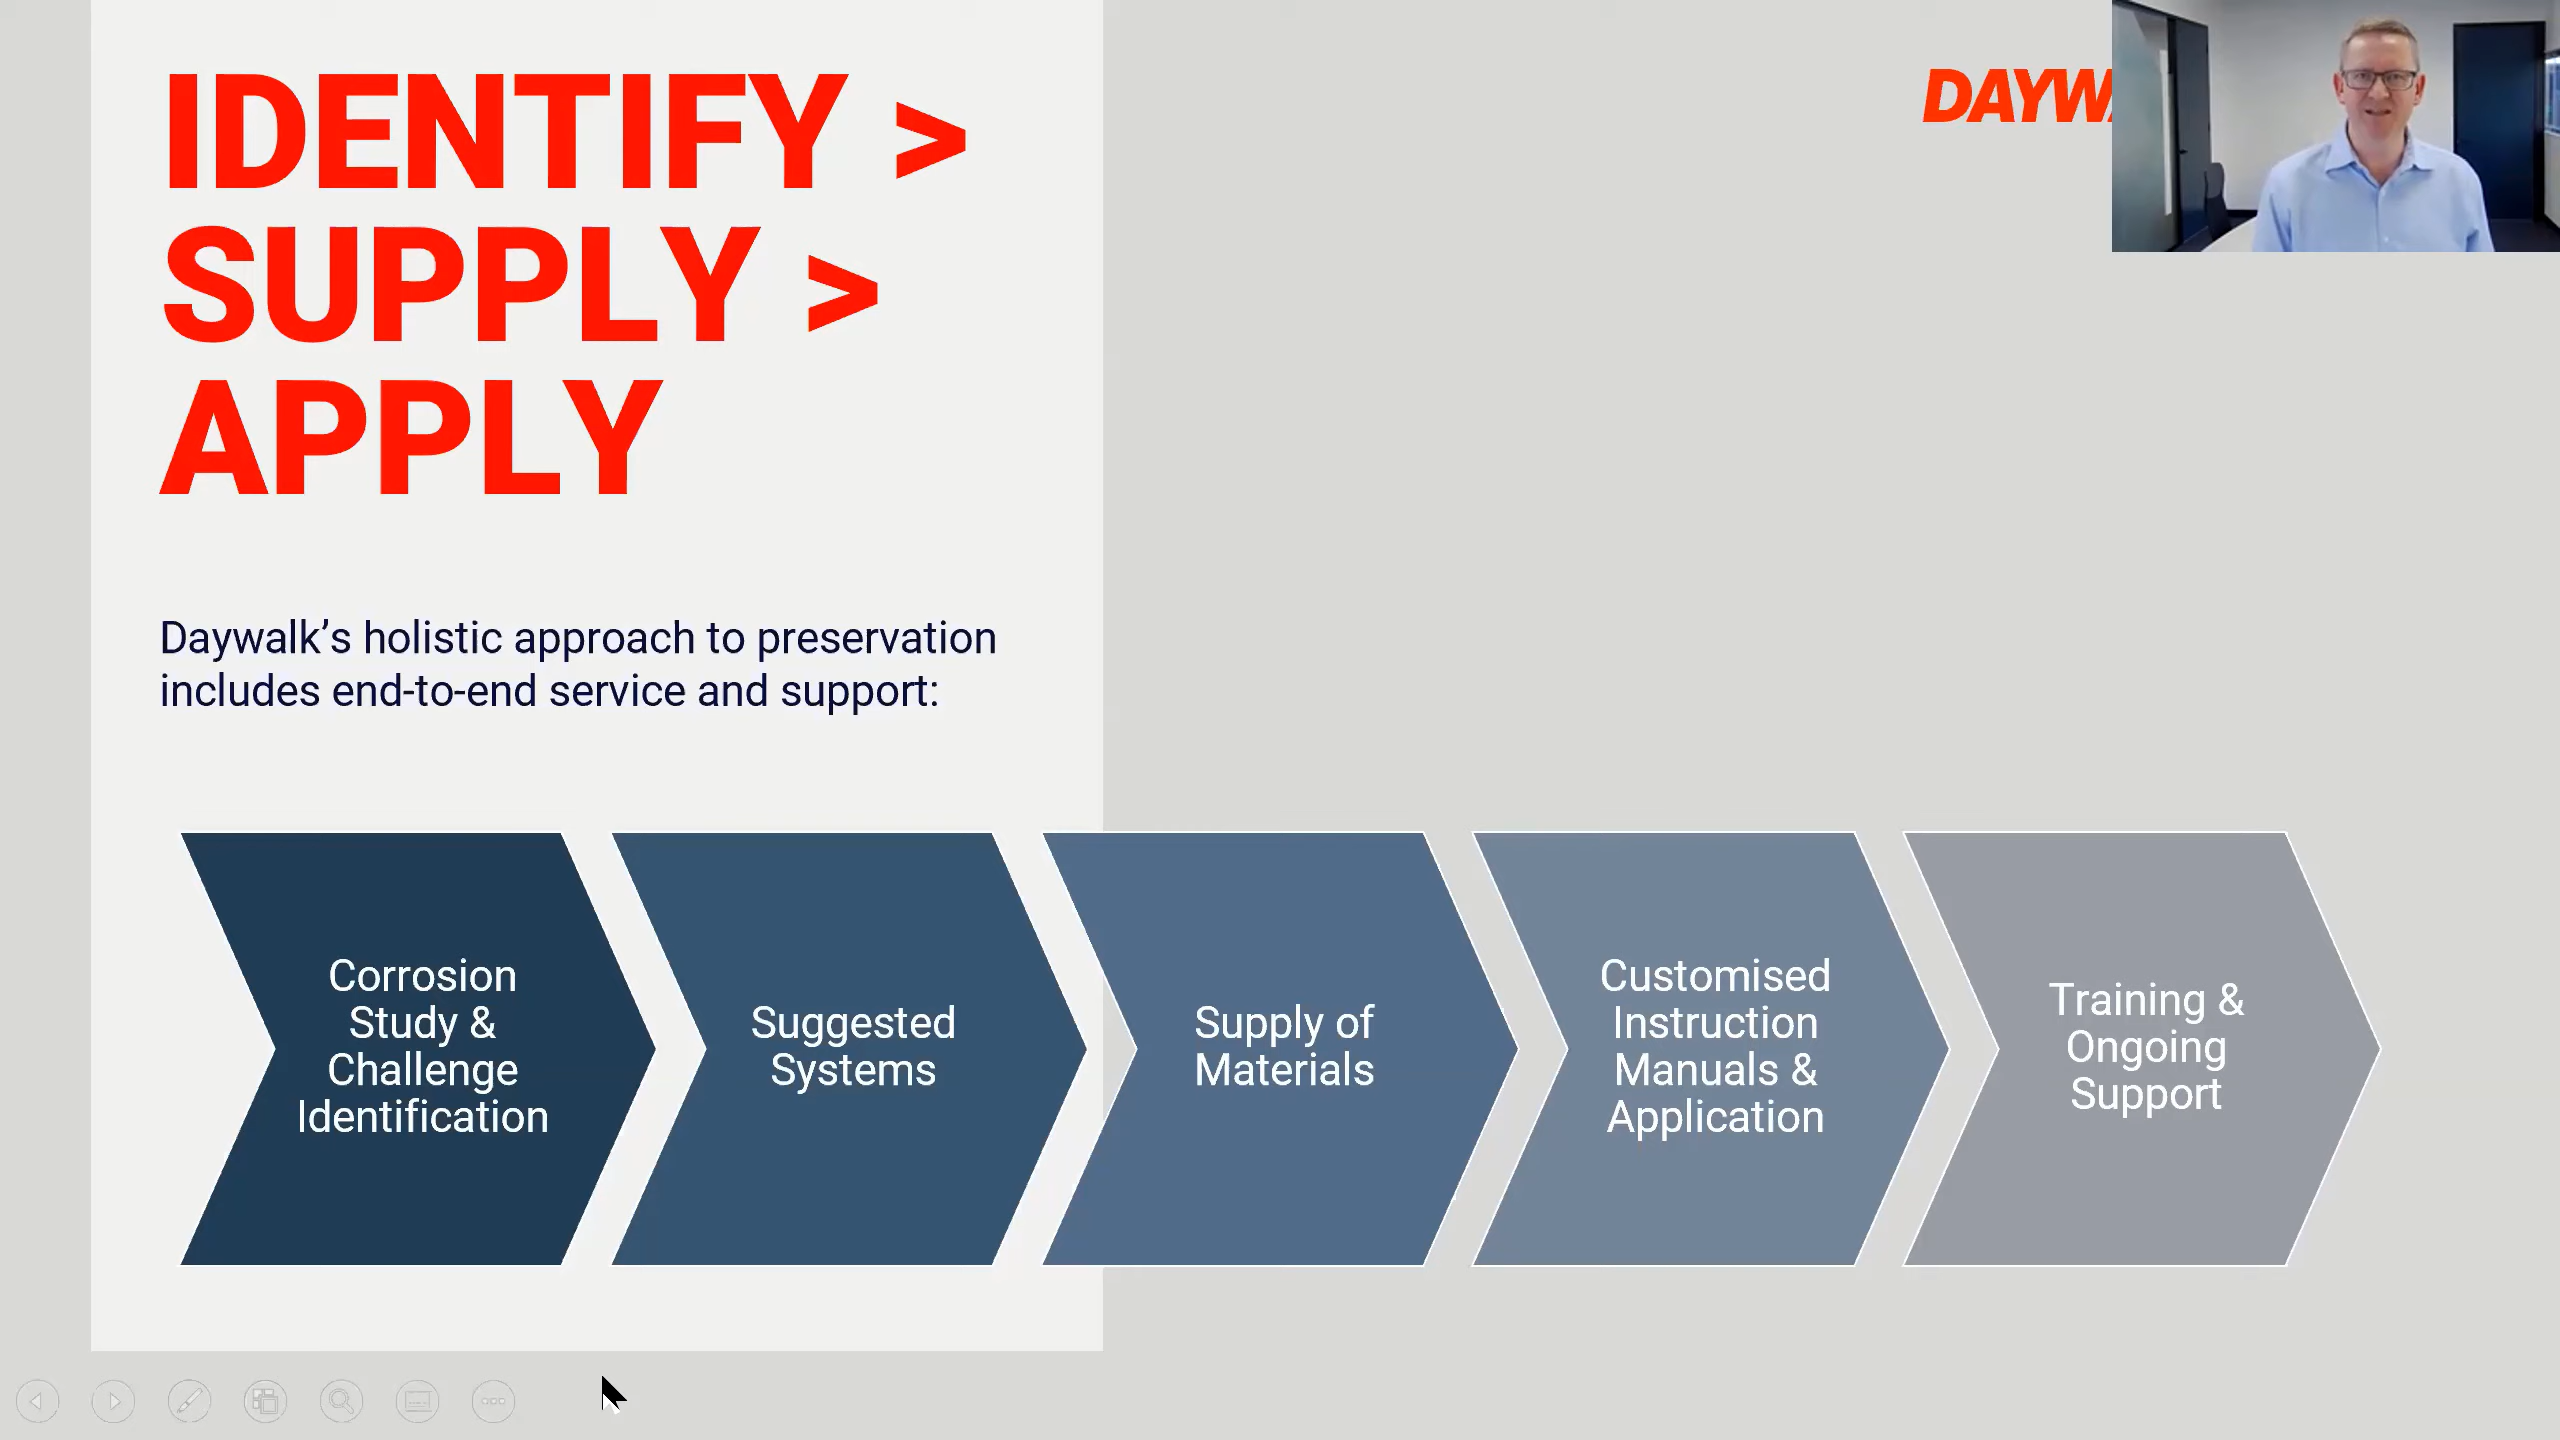 IDENTIFY >
SUPPLY >
APPLY
Daywalk’s holistic approach to preservation
includes end-to-end service and support:
Corrosion
Study &
Challenge
Identification
Suggested
Systems
Supply of
Materials
Customised
Instruction
Manuals &
Application
Training &
Ongoing
Support